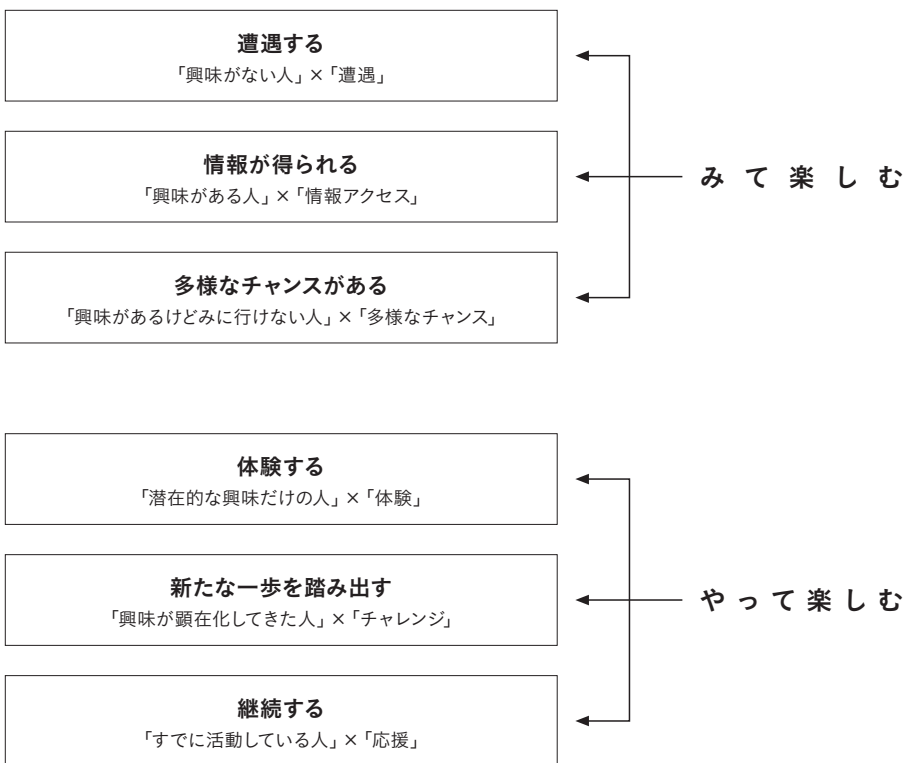 遭遇する
「興味がない人」×「遭遇」
情報が得られる
「興味がある人」×「情報アクセス」
みて楽しむ
多様なチャンスがある
「興味があるけどみに行けない人」×「多様なチャンス」
体験する
「潜在的な興味だけの人」×「体験」
新たな一歩を踏み出す
「興味が顕在化してきた人」×「チャレンジ」
やって楽しむ
継続する
「すでに活動している人」×「応援」